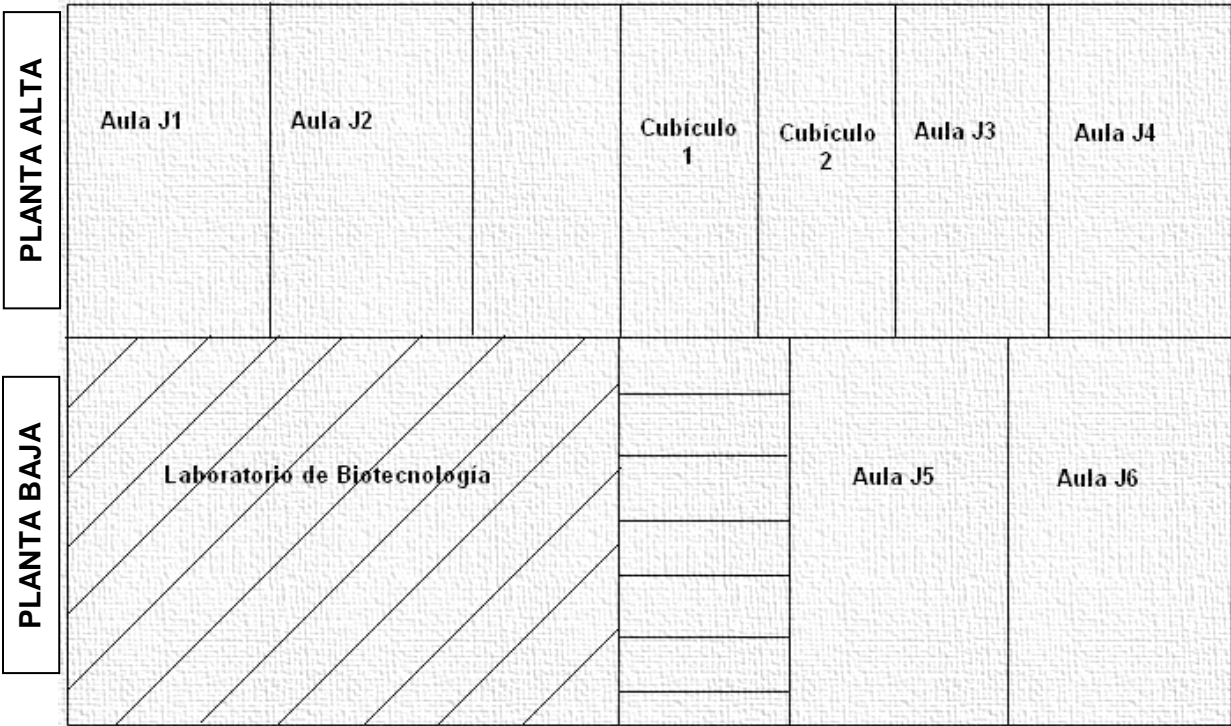 PLANTA ALTA
Aula J1
Aula J2
Cubículo
1
Cubículo
2
Aula J3
Aula J4
PLANTA BAJA
Laboratorio de Biotecnología
Aula J5
Aula J6